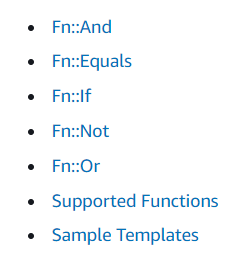 Fn::And
Fn::Equals
Fn::If
Fn::Not
Fn::Or
Supported Functions
Sample Templates